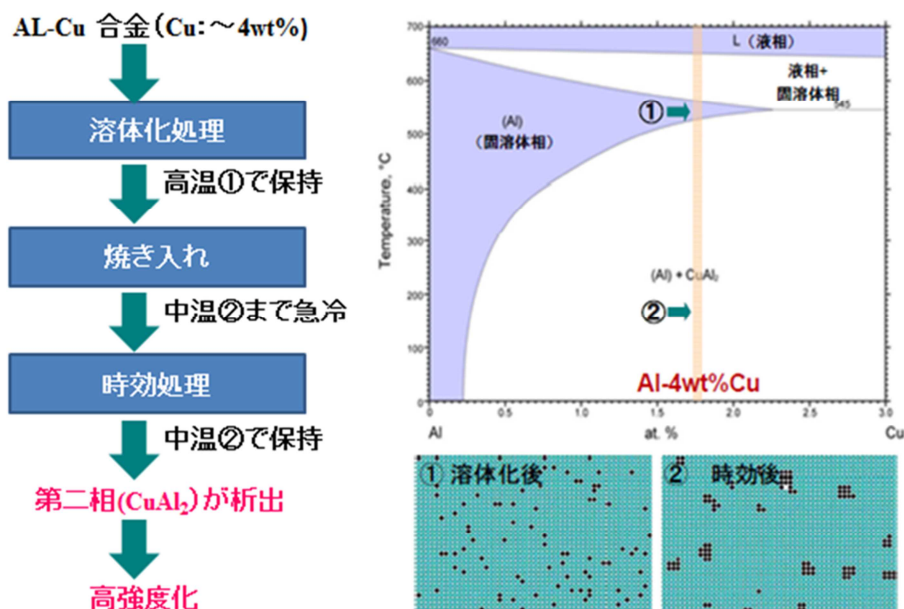 AL-Cu 合金(Cu:～4wt%)
溶体化処理
高温①で保持
焼き入れ
中温②まで急冷
時効処理
中温②で保持
第二相(CuAl₂)が析出
高強度化
700
600
500
400
300
200
100
0
Temperature, °C
660
L (液相)
液相+
固溶体相
545
(Al)
(固溶体相)
①
(Al) + CuAl₂
②
Al-4wt%Cu
0
0.5
1.0
1.5
2.0
2.5
3.0
Al
at. %
Cu
① 溶体化後
② 時効後